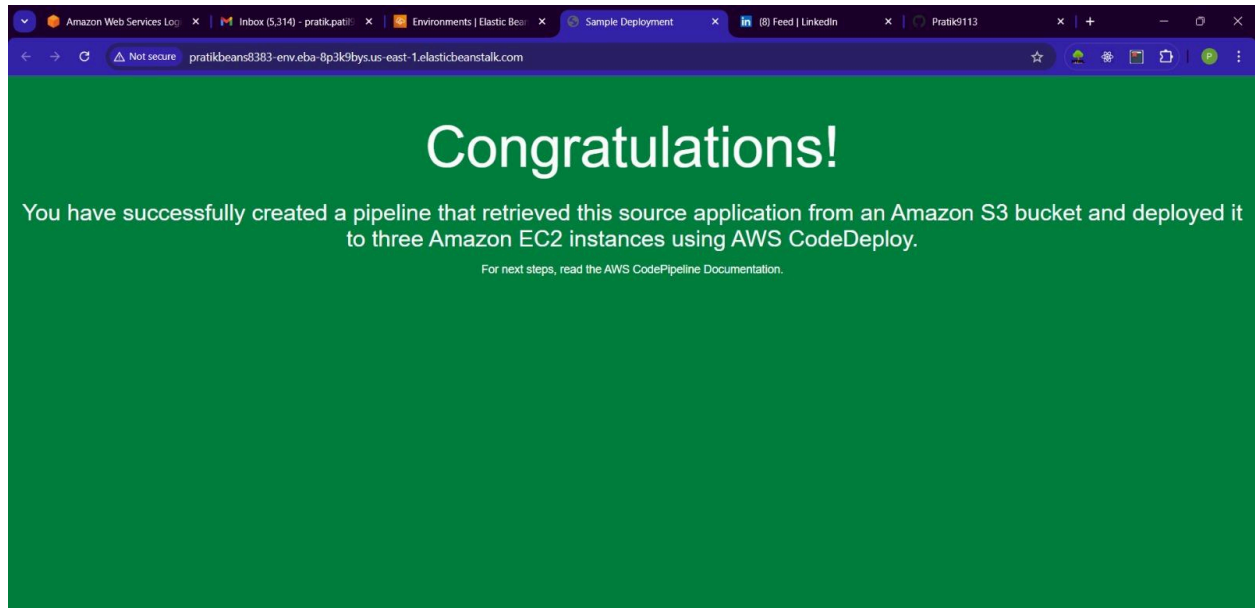 Amazon Web Services Log
Inbox (5,314) - pratik.patil
Environments | Elastic Bean
Sample Deployment
(8) Feed | LinkedIn
Pratik9113
Not secure
pratikbeans8383-env.eba-8p3k9bys.us-east-1.elasticbeanstalk.com
P
Congratulations!
You have successfully created a pipeline that retrieved this source application from an Amazon S3 bucket and deployed it
to three Amazon EC2 instances using AWS CodeDeploy.
For next steps, read the AWS CodePipeline Documentation.